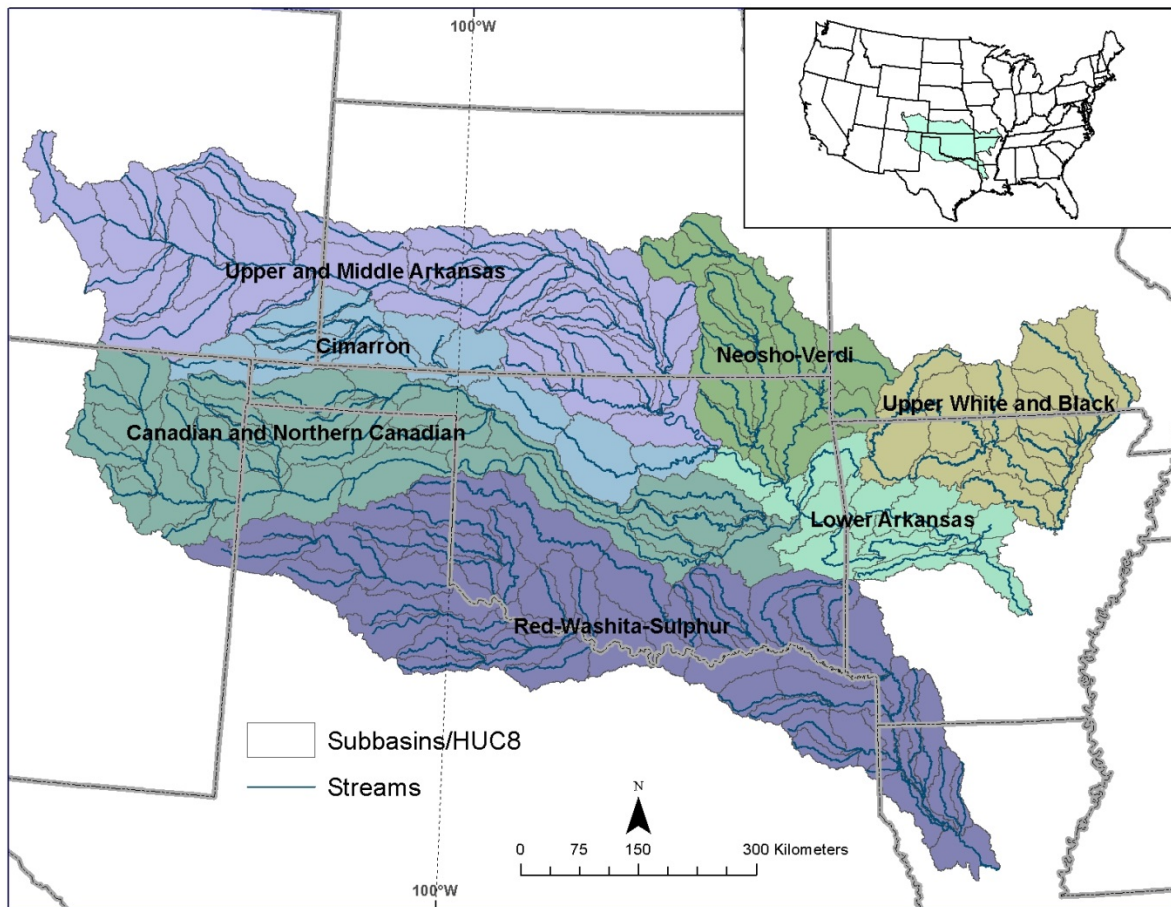 100°W
Upper and Middle Arkansas
Cimarron
Neosho-Verdi
Upper White and Black
Canadian and Northern Canadian
Lower Arkansas
Red-Washita-Sulphur
Subbasins/HUC8
Streams
N
0 75 150 300 Kilometers
100°W